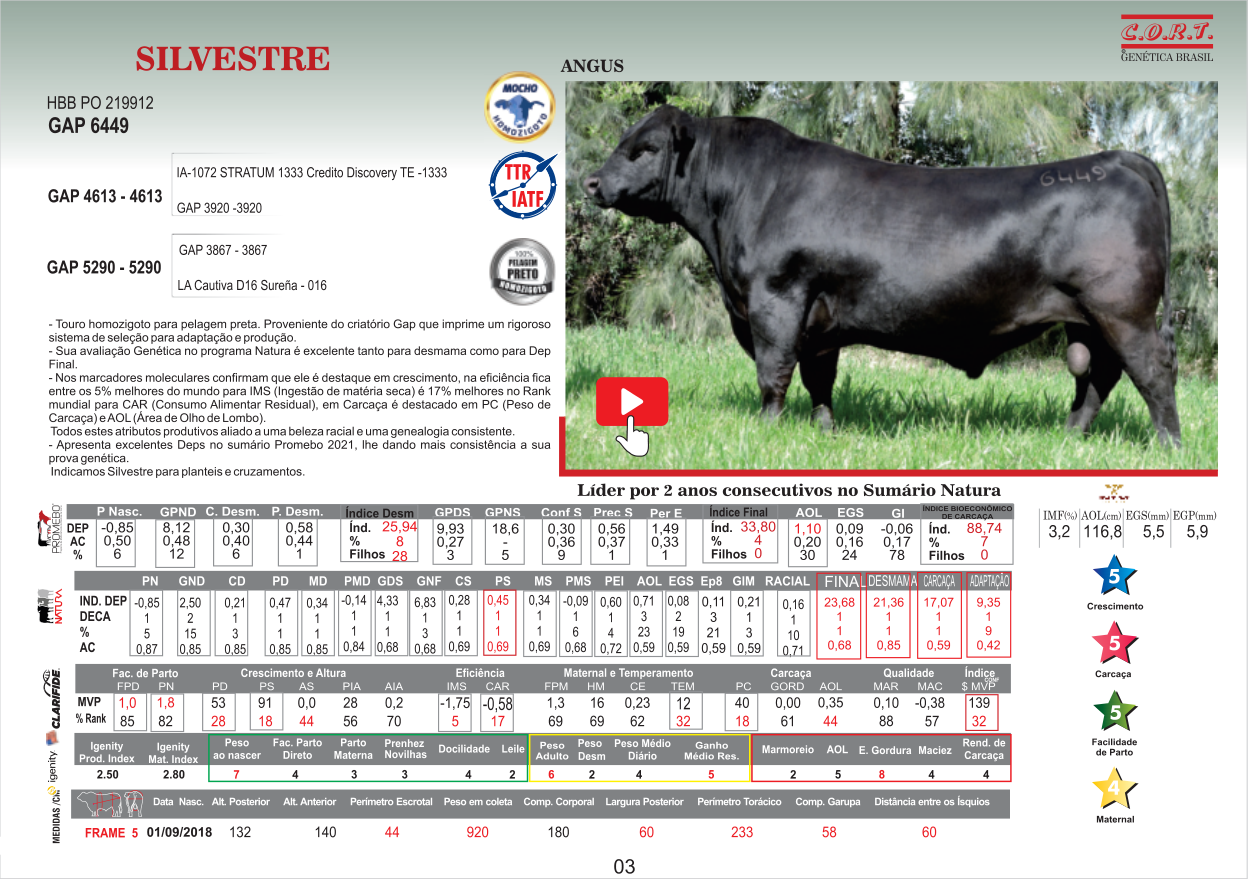 SILVESTRE
C.O.R.T.
GENÉTICA BRASIL
ANGUS
HBB PO 219912
GAP 6449
MOCHO
HOMOZIGOTO
GAP 4613 - 4613
IA-1072 STRATUM 1333 Credito Discovery TE -1333
GAP 3920 -3920
TTR
IATF
GAP 5290 - 5290
GAP 3867 - 3867
LA Cautiva D16 Sureña - 016
100%
PELAGEM
PRETO
HOMOZIGOTO
6449
- Touro homozigoto para pelagem preta. Proveniente do criatório Gap que imprime um rigoroso
sistema de seleção para adaptação e produção.
- Sua avaliação Genética no programa Natura é excelente tanto para desmama como para Dep
Final.
- Nos marcadores moleculares confirmam que ele é destaque em crescimento, na eficiência fica
entre os 5% melhores do mundo para IMS (Ingestão de matéria seca) é 17% melhores no Rank
mundial para CAR (Consumo Alimentar Residual), em Carcaça é destacado em PC (Peso de
Carcaça) e AOL (Área de Olho de Lombo).
Todos estes atributos produtivos aliado a uma beleza racial e uma genealogia consistente.
- Apresenta excelentes Deps no sumário Promebo 2021, lhe dando mais consistência a sua
prova genética.
Indicamos Silvestre para planteis e cruzamentos.
Líder por 2 anos consecutivos no Sumário Natura
PROMEBO
P Nasc. GPND C. Desm. P. Desm. Índice Desm GPDS GPNS Conf S Prec S Per E Índice Final AOL EGS GI ÍNDICE BIOECONÔMICO DE CARCAÇA
DEP -0,85 8,12 0,30 0,58 Índ. 25,94 9,93 18,6 0,30 0,56 1,49 Índ. 33,80 1,10 0,09 -0,06 Índ. 88,74
AC 0,50 0,48 0,40 0,44 % 8 0,27 - 0,36 0,37 0,33 % 4 0,20 0,16 0,17 % 7
% 6 12 6 1 Filhos 28 3 5 9 1 1 Filhos 0 30 24 78 Filhos 0
IMF(%) AOL(cm) EGS(mm) EGP(mm)
3,2 116,8 5,5 5,9
NATURA
PN GND CD PD MD PMD GDS GNF CS PS MS PMS PEI AOL EGS Ep8 GIM RACIAL FINAL DESMAMA CARCAÇA ADAPTAÇÃO
IND. DEP -0,85 2,50 0,21 0,47 0,34 -0,14 4,33 6,83 0,28 0,45 0,34 -0,09 0,60 0,71 0,08 0,11 0,21 0,16 23,68 21,36 17,07 9,35
DECA 1 2 1 1 1 1 1 1 1 1 1 1 1 3 2 3 1 1 1 1 1 1
% 5 15 3 1 1 1 1 3 1 1 1 6 4 23 19 21 3 10 1 1 1 9
AC 0,87 0,85 0,85 0,85 0,85 0,84 0,68 0,68 0,69 0,69 0,69 0,68 0,72 0,59 0,59 0,59 0,59 0,71 0,68 0,85 0,59 0,42
5
Crescimento
5
Carcaça
5
Facilidade
de Parto
4
Maternal
CLARIFIDE
Fac. de Parto Crescimento e Altura Eficiência Maternal e Temperamento Carcaça Qualidade Índice
FPD PN PD PS AS PIA AIA IMS CAR FPM HM CE TEM PC GORD AOL MAR MAC $ MVP CONF
MVP 1,0 1,8 53 91 0,0 28 0,2 -1,75 -0,58 1,3 16 0,23 12 40 0,00 0,35 0,10 -0,38 139
% Rank 85 82 28 18 44 56 70 5 17 69 69 62 32 18 61 44 88 57 32
igenity
Igenity Prod. Index Igenity Mat. Index Peso ao nascer Fac. Parto Direto Parto Materna Prenhez Novilhas Docilidade Leite Peso Adulto Peso Desm Peso Médio Diário Ganho Médio Res. Marmoreio AOL E. Gordura Maciez Rend. de Carcaça
2.50 2.80 7 4 3 3 4 2 6 2 4 5 2 5 8 4 4
MEDIDAS /CM
Data Nasc. Alt. Posterior Alt. Anterior Perímetro Escrotal Peso em coleta Comp. Corporal Largura Posterior Perímetro Torácico Comp. Garupa Distância entre os Ísquios
FRAME 5 01/09/2018 132 140 44 920 180 60 233 58 60
03